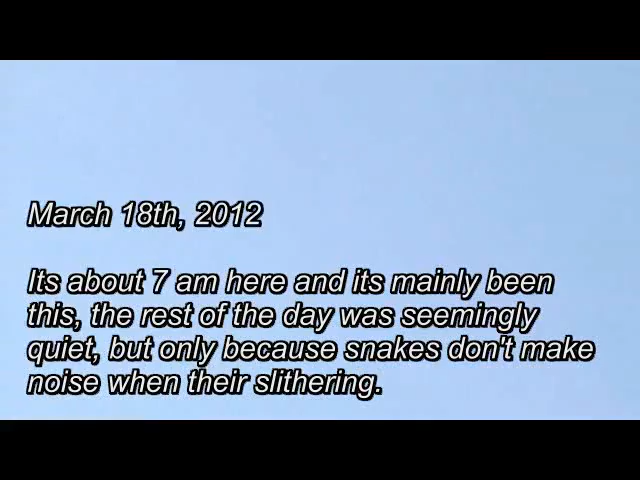 March 18th, 2012
Its about 7 am here and its mainly been
this, the rest of the day was seemingly
quiet, but only because snakes don't make
noise when their slithering.